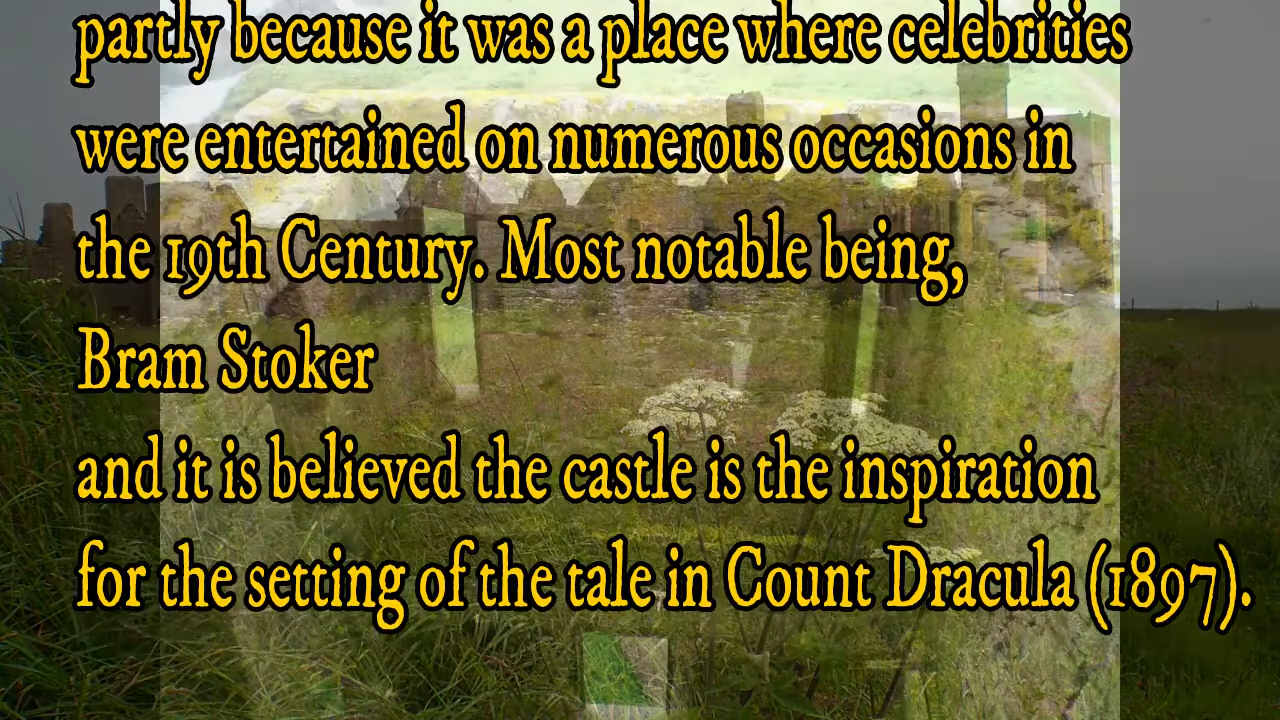 partly because it was a place where celebrities
were entertained on numerous occasions in
the 19th Century. Most notable being,
Bram Stoker
and it is believed the castle is the inspiration
for the setting of the tale in Count Dracula (1897).